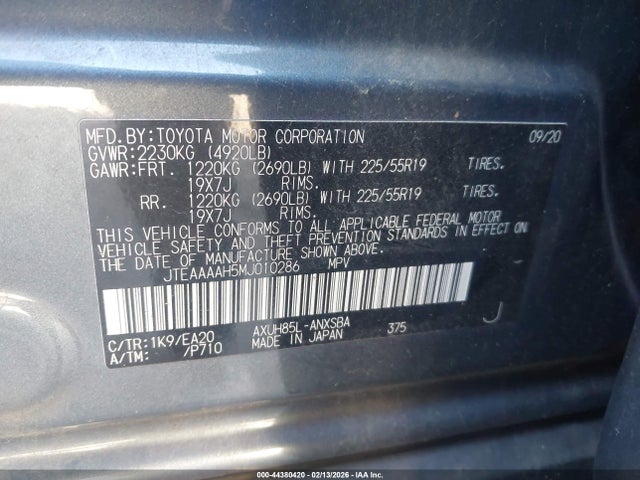 MFD.BY:TOYOTA MOTOR CORPORATION 09/20
GVWR:2230KG (4920LB)
GAWR:FRT. 1220KG (2690LB) WITH 225/55R19 TIRES.
19X7J RIMS.
RR. 1220KG (2690LB) WITH 225/55R19 TIRES.
19X7J RIMS.
THIS VEHICLE CONFORMS TO ALL APPLICABLE FEDERAL MOTOR
VEHICLE SAFETY AND THEFT PREVENTION STANDARDS IN EFFECT ON
THE DATE OF MANUFACTURE SHOWN ABOVE.
JTEAAAAH5MJ010286 MPV
C/TR:1K9/EA20 AXUH85L-ANXSBA 375 J
A/TM: /P710 MADE IN JAPAN
000-44380420 - 02/13/2026 - IAA